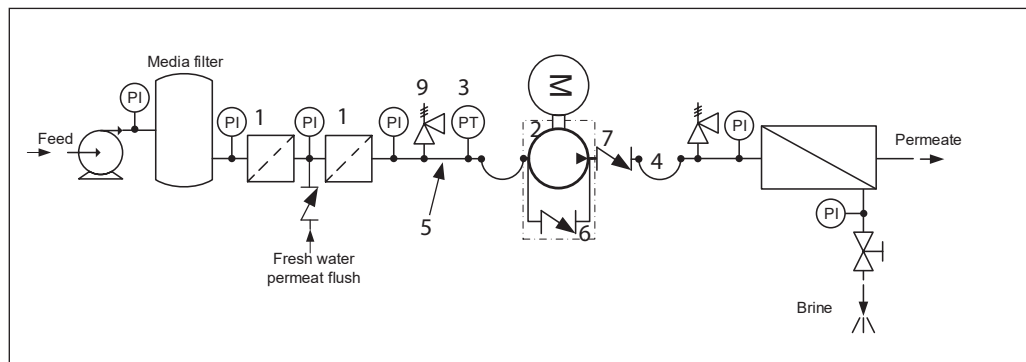 Media filter
PI
Feed
PI
1
PI
1
PI
9
3
PT
5
Fresh water
permeat flush
M
2
7
6
4
PI
Permeate
PI
Brine